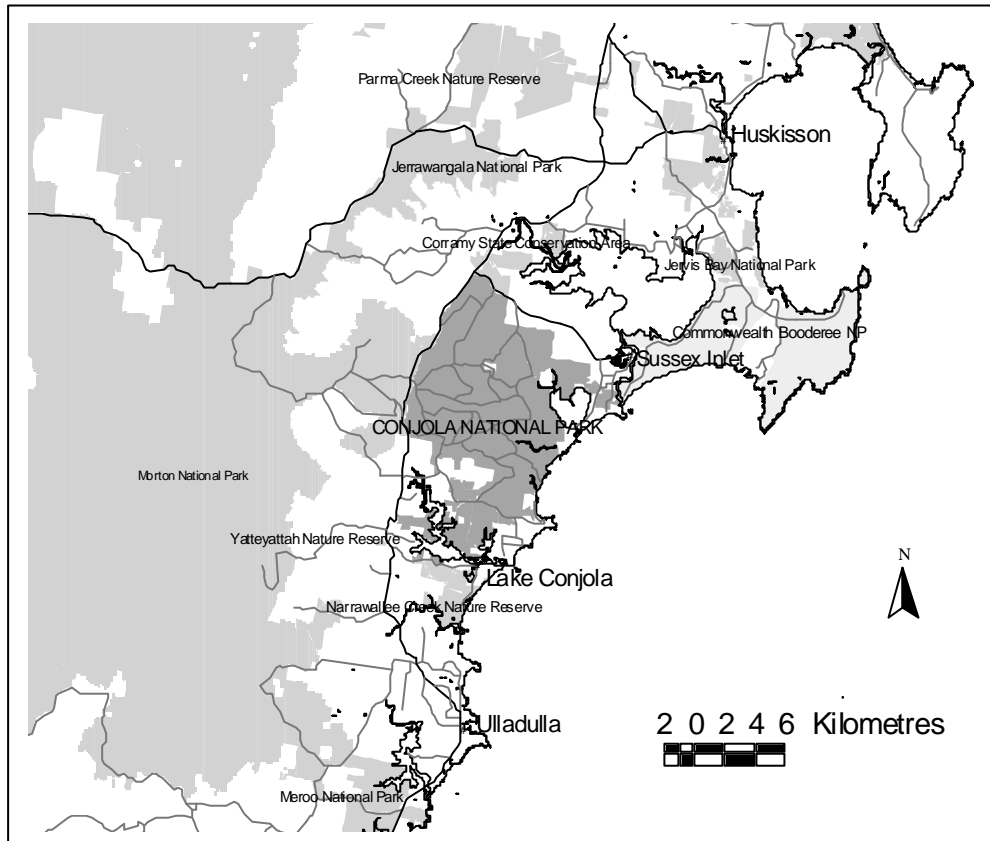 Parma Creek Nature Reserve
Huskisson
Jerrawangala National Park
Corramy State Conservation Area
Jervis Bay National Park
Commonwealth Booderee NP
Sussex Inlet
CONJOLA NATIONAL PARK
Morton National Park
Yatteyattah Nature Reserve
N
Lake Conjola
Narrawallee Creek Nature Reserve
Ulladulla
2 0 2 4 6 Kilometres
Meroo National Park